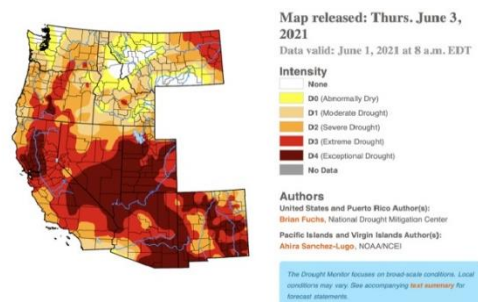 Map released: Thurs. June 3,
2021
Data valid: June 1, 2021 at 8 a.m. EDT
Intensity
None
D0 (Abnormally Dry)
D1 (Moderate Drought)
D2 (Severe Drought)
D3 (Extreme Drought)
D4 (Exceptional Drought)
No Data
Authors
United States and Puerto Rico Author(s):
Brian Fuchs, National Drought Mitigation Center
Pacific Islands and Virgin Islands Author(s):
Ahira Sanchez-Lugo, NOAA/NCEI
The Drought Monitor focuses on broad-scale conditions. Local
conditions may vary. See accompanying text summary for
forecast statements.